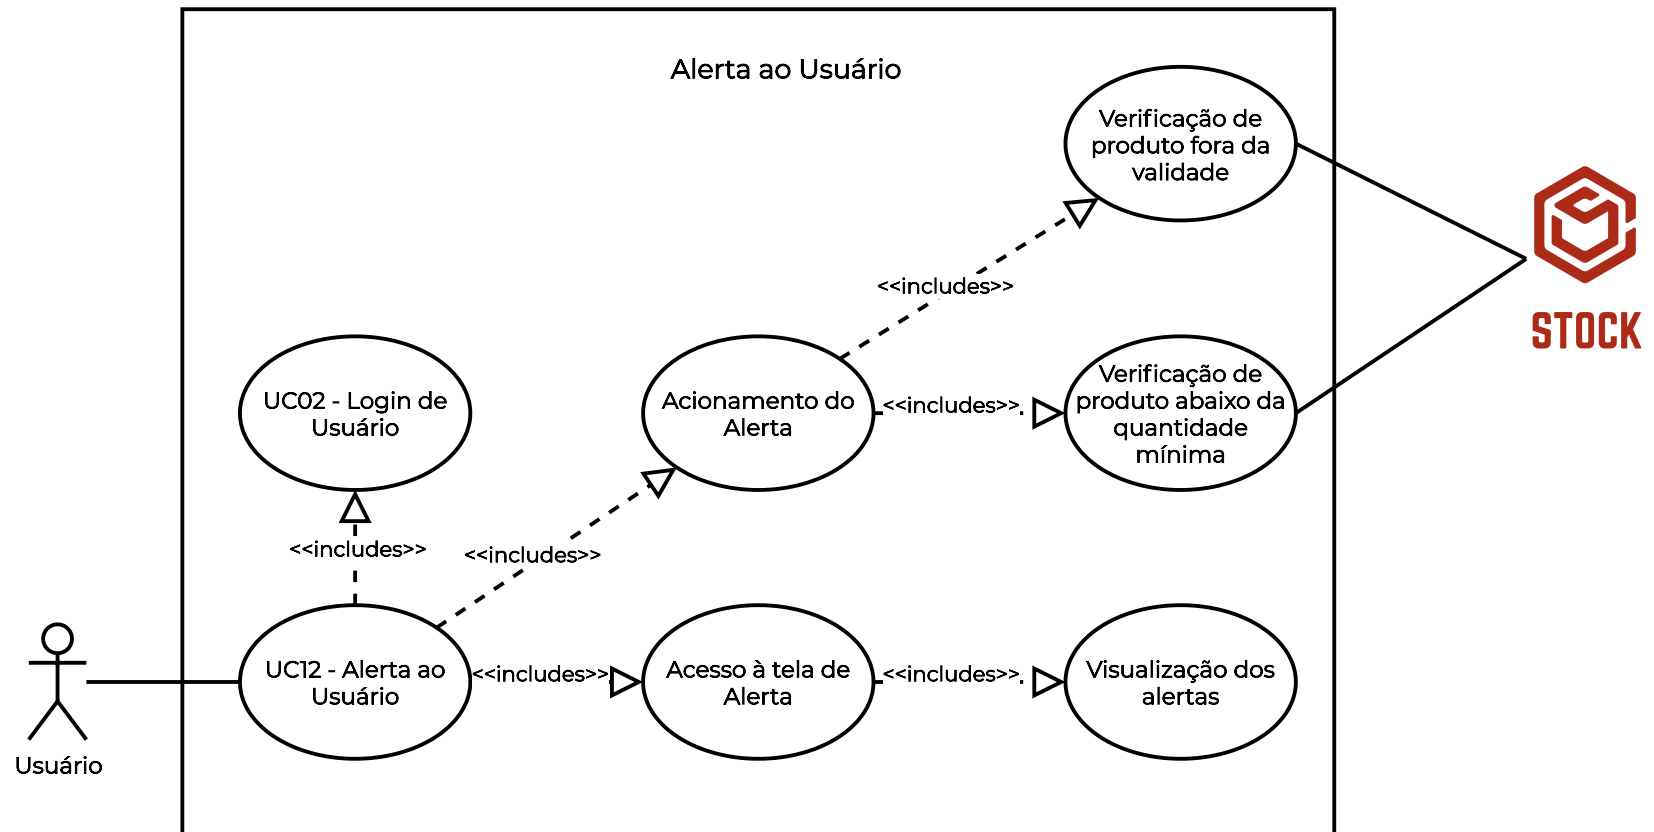 Alerta ao Usuário
Verificação de
produto fora da
validade
<<includes>>
STOCK
UC02 - Login de
Usuário
Acionamento do
Alerta
<<includes>>
Verificação de
produto abaixo da
quantidade
mínima
<<includes>>
<<includes>>
UC12 - Alerta ao
Usuário
<<includes>>
Acesso à tela de
Alerta
<<includes>>
Visualização dos
alertas
Usuário